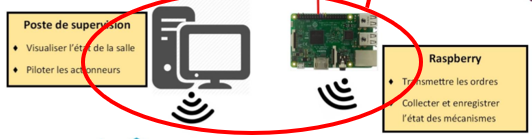 Poste de supervision
♦ Visualiser l'état de la salle
♦ Piloter les actionneurs
Raspberry
♦ Transmettre les ordres
♦ Collecter et enregistrer
l'état des mécanismes